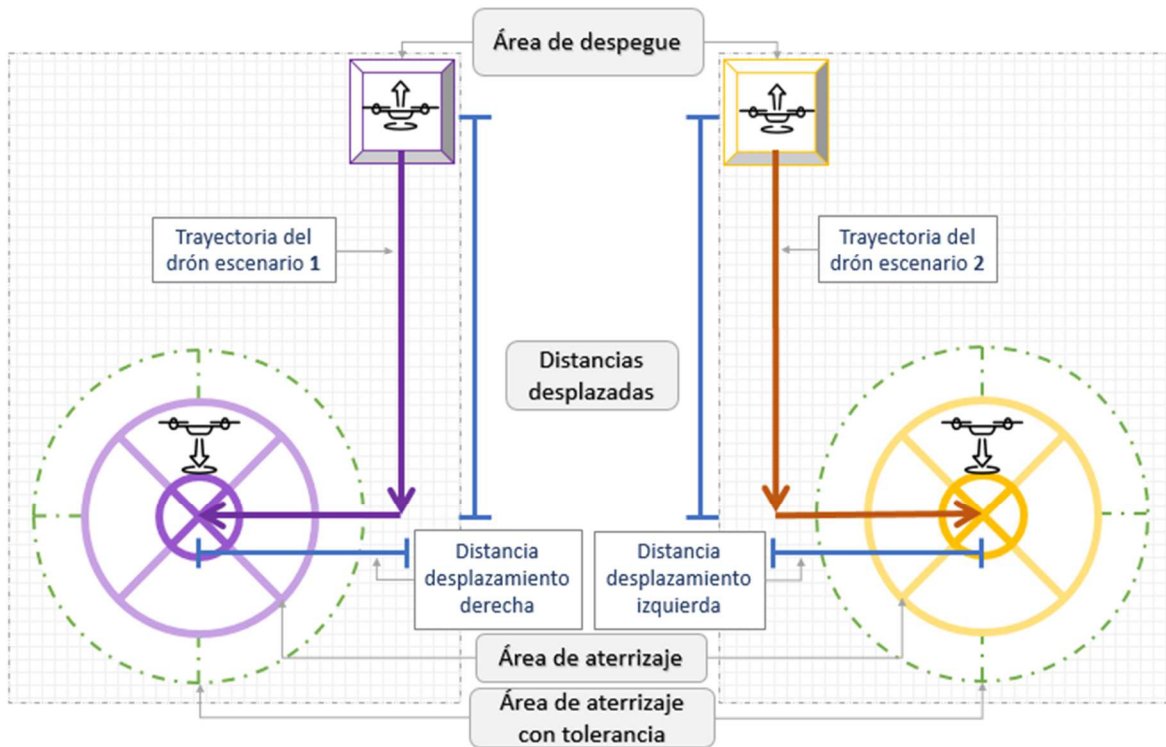 Área de despegue
Trayectoria del
drón escenario 1
Trayectoria del
drón escenario 2
Distancias
desplazadas
Distancia
desplazamiento
derecha
Distancia
desplazamiento
izquierda
Área de aterrizaje
Área de aterrizaje
con tolerancia